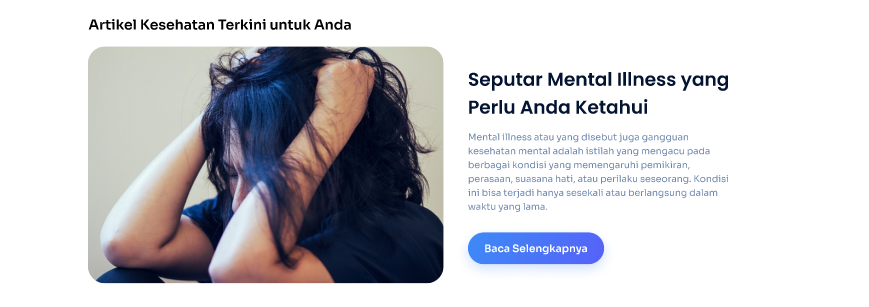 Artikel Kesehatan Terkini untuk Anda
Seputar Mental Illness yang
Perlu Anda Ketahui
Mental illness atau yang disebut juga gangguan
kesehatan mental adalah istilah yang mengacu pada
berbagai kondisi yang memengaruhi pemikiran,
perasaan, suasana hati, atau perilaku seseorang. Kondisi
ini bisa terjadi hanya sesekali atau berlangsung dalam
waktu yang lama.
Baca Selengkapnya